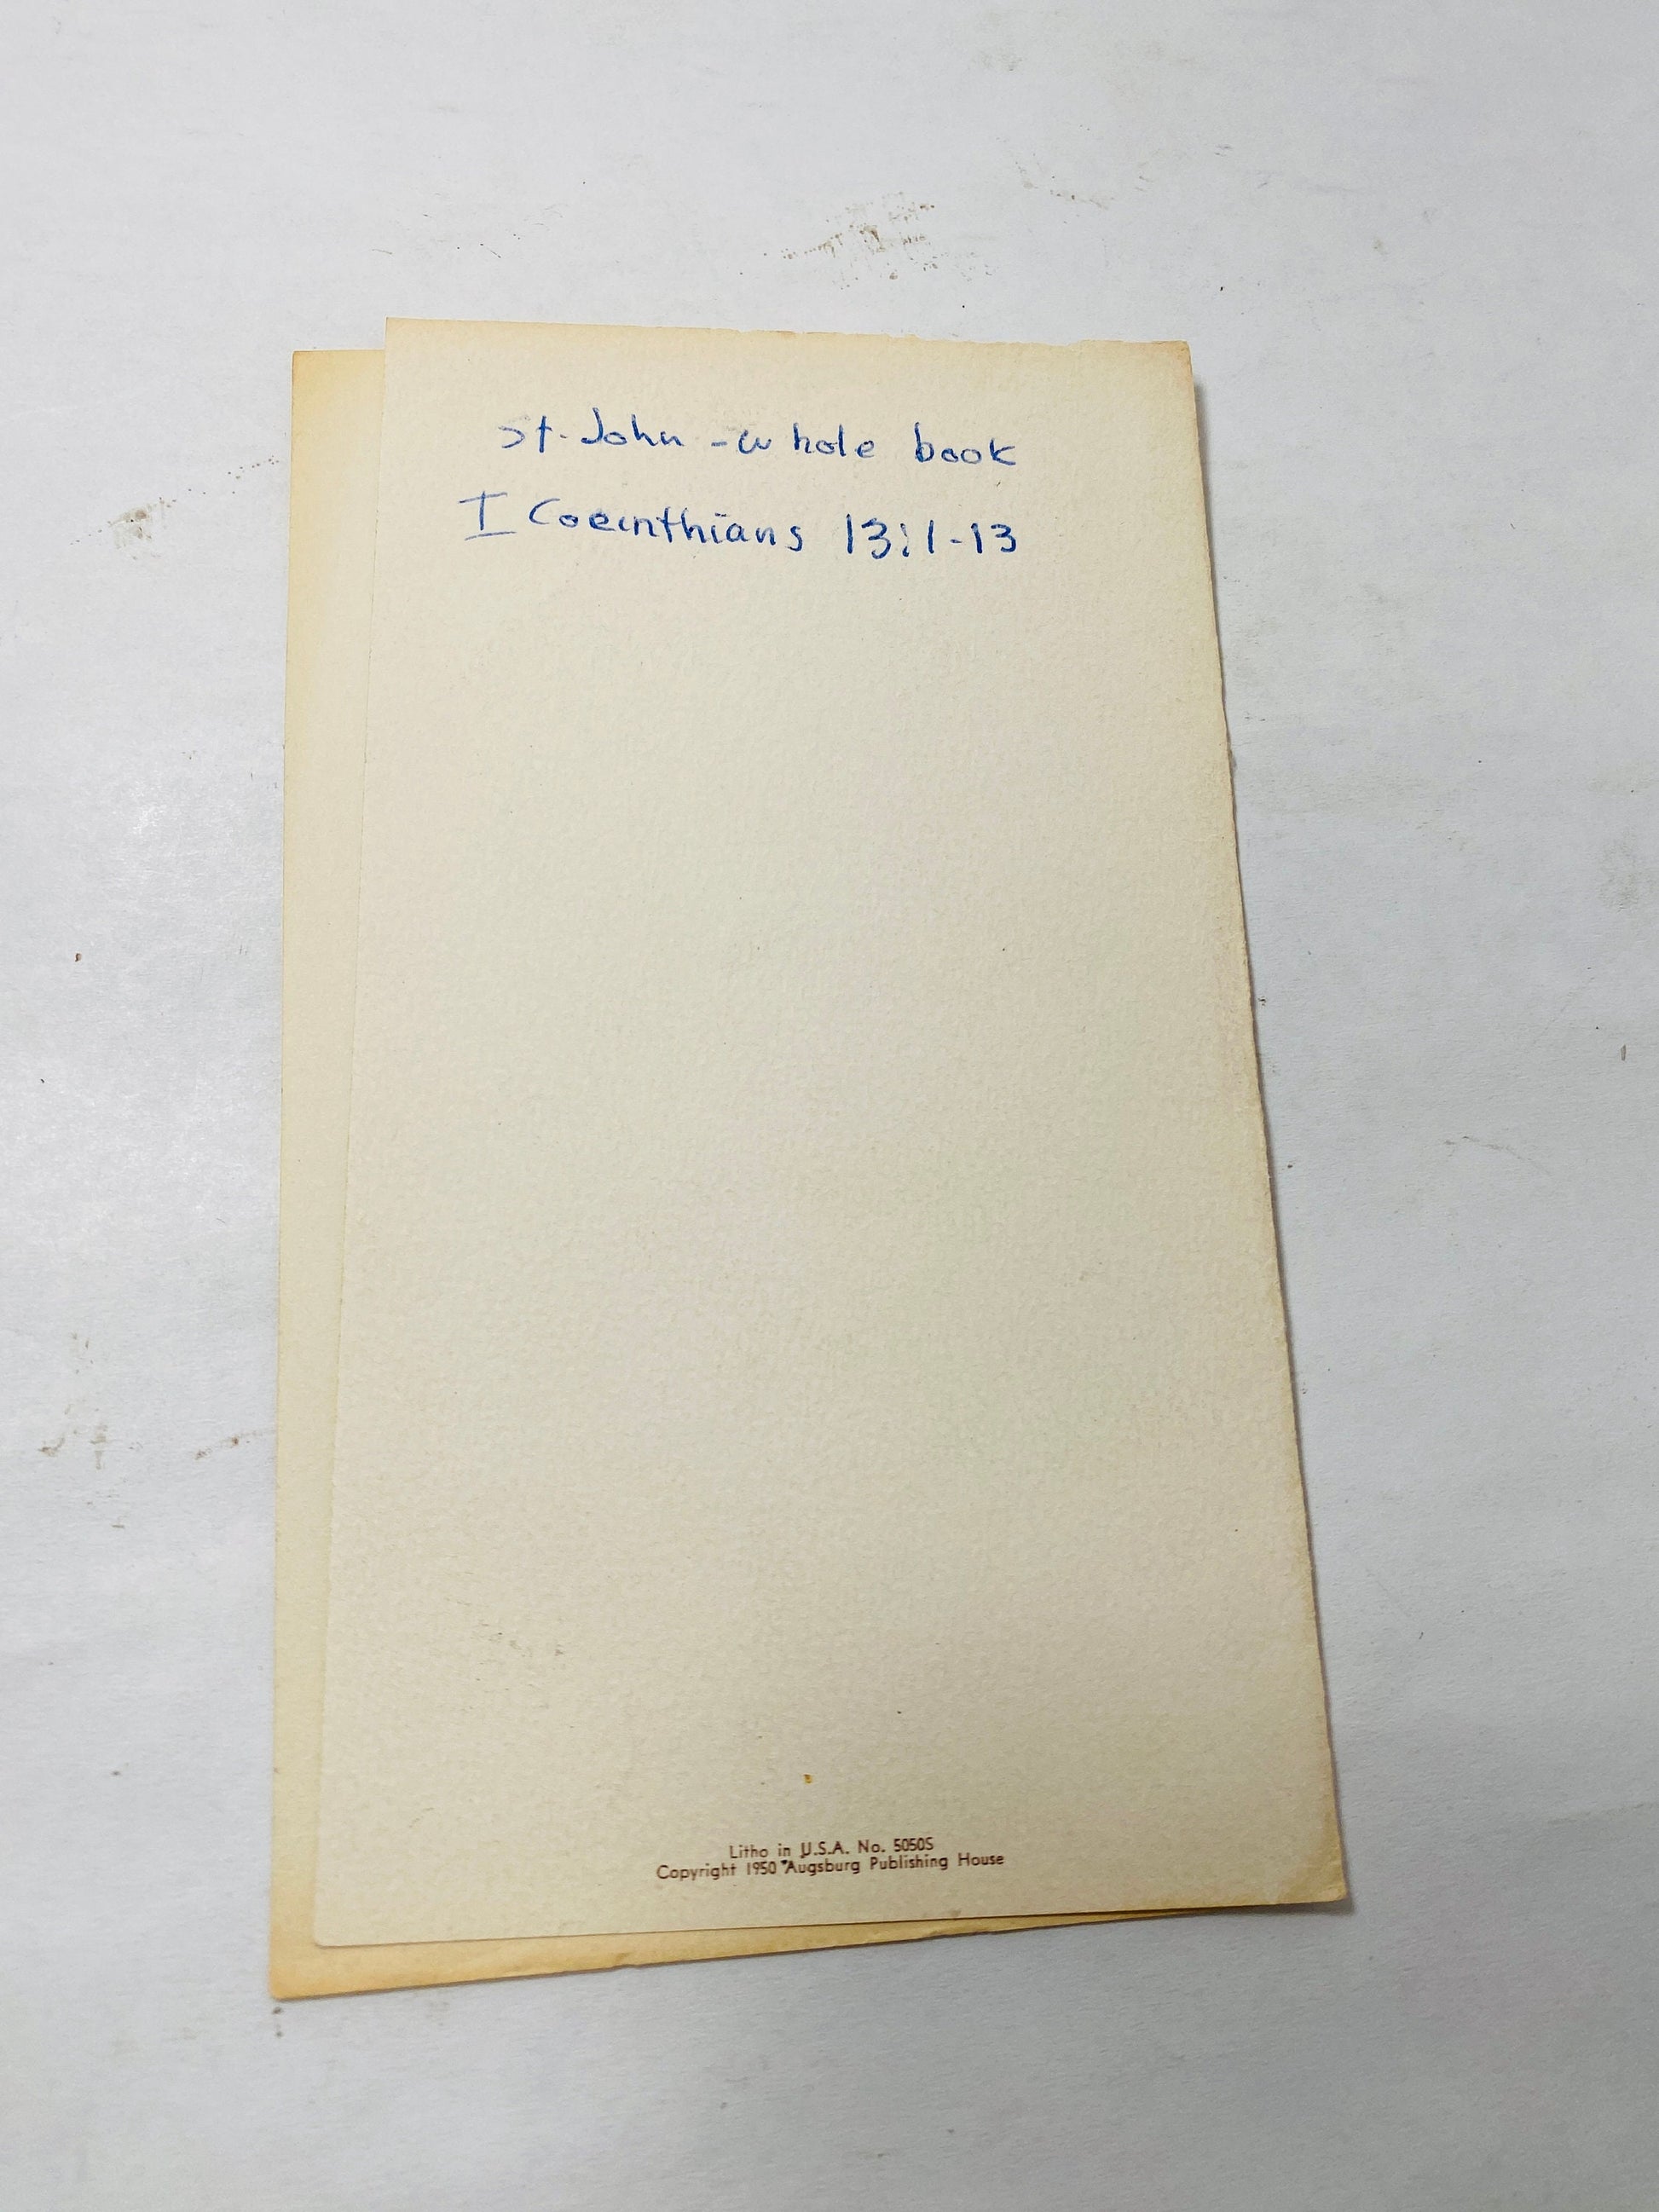 St. John - whole book
I Corinthians 13:1-13
Litho in U.S.A. No. 5050S
Copyright 1950 Augsburg Publishing House